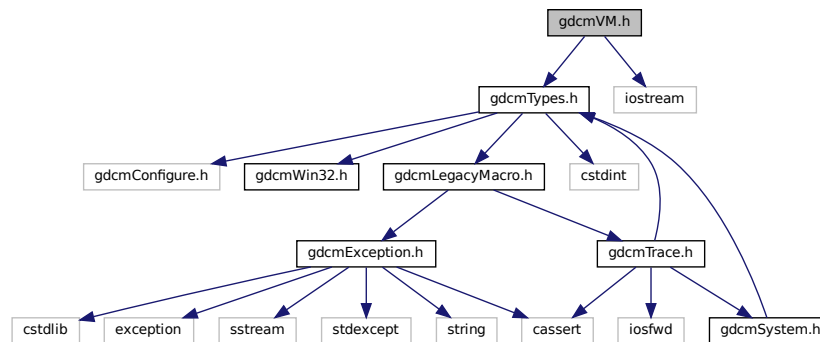 gdcmVM.h
gdcmTypes.h
iostream
gdcmConfigure.h
gdcmWin32.h
gdcmLegacyMacro.h
cstdint
gdcmException.h
gdcmTrace.h
cstdlib
exception
sstream
stdexcept
string
cassert
iosfwd
gdcmSystem.h